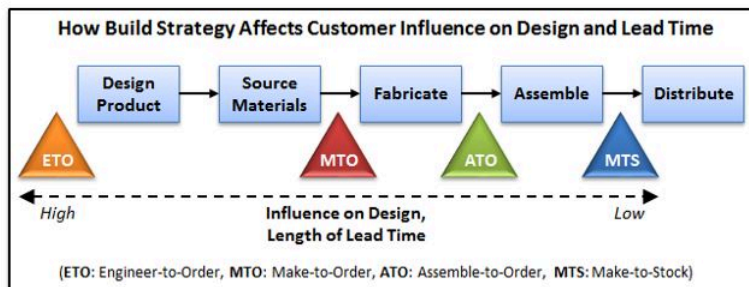 How Build Strategy Affects Customer Influence on Design and Lead Time
Design
Product
Source
Materials
Fabricate
Assemble
Distribute
ETO
MTO
ATO
MTS
High
Influence on Design,
Length of Lead Time
Low
(ETO: Engineer-to-Order, MTO: Make-to-Order, ATO: Assemble-to-Order, MTS: Make-to-Stock)